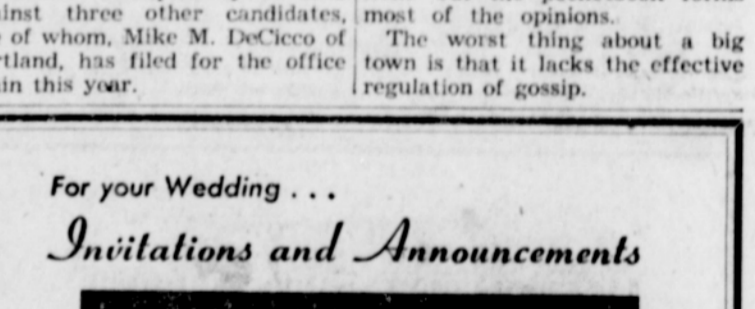 inst three other candidates,
of whom, Mike M. DeCicco of
tland, has filed for the office
in this year.
most of the opinions.
The worst thing about a big
town is that it lacks the effective
regulation of gossip.
For your Wedding . . .
Invitations and Announcements